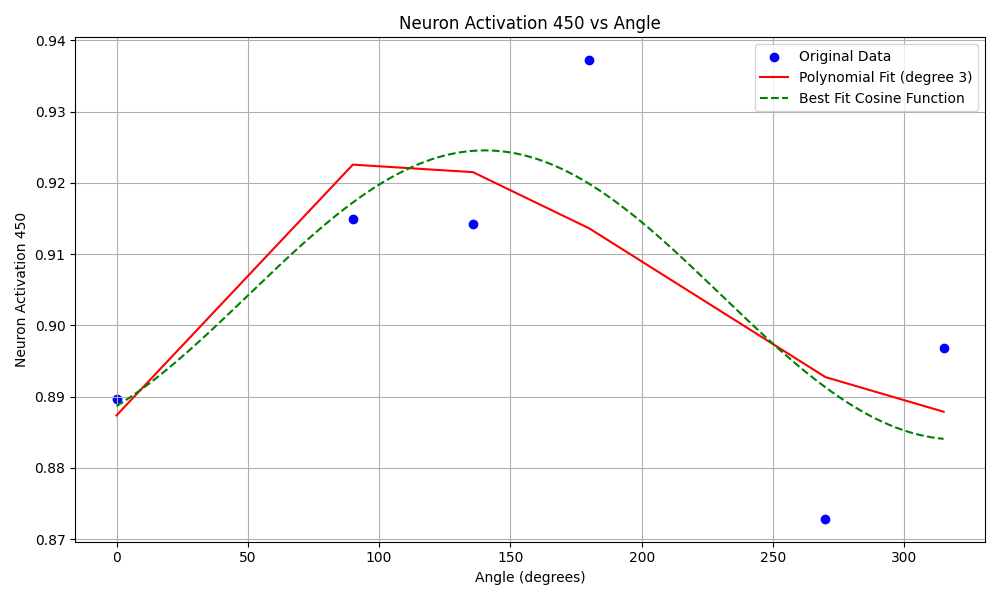 Neuron Activation 450 vs Angle
Original Data
Polynomial Fit (degree 3)
Best Fit Cosine Function
Neuron Activation 450
0.94
0.93
0.92
0.91
0.90
0.89
0.88
0.87
0
50
100
150
200
250
300
Angle (degrees)